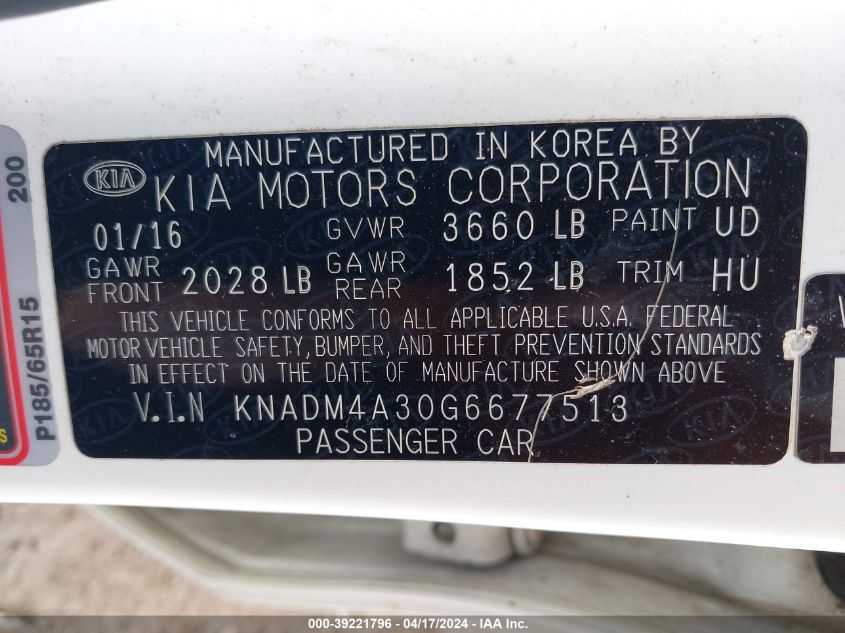 MANUFACTURED IN KOREA BY
KIA KIA MOTORS CORPORATION
01/16 GVWR 3660 LB PAINT UD
GAWR FRONT 2028 LB GAWR REAR 1852 LB TRIM HU
THIS VEHICLE CONFORMS TO ALL APPLICABLE U.S.A. FEDERAL
MOTOR VEHICLE SAFETY, BUMPER, AND THEFT PREVENTION STANDARDS
IN EFFECT ON THE DATE OF MANUFACTURE SHOWN ABOVE
V.I.N KNADM4A30G6677513
PASSENGER CAR
P185/65R15 200
000-39221796 - 04/17/2024 - IAAI, Inc.